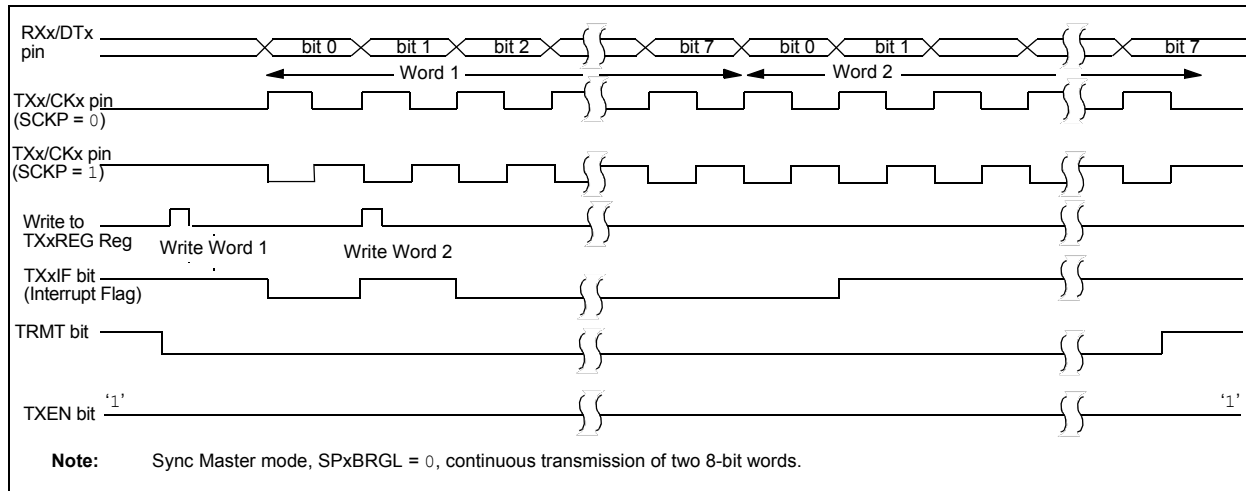 RXx/DTx
pin
bit 0 bit 1 bit 2 bit 7 bit 0 bit 1 bit 7
Word 1 Word 2
TXx/CKx pin
(SCKP = 0)
TXx/CKx pin
(SCKP = 1)
Write to
TXxREG Reg
Write Word 1 Write Word 2
TXxIF bit
(Interrupt Flag)
TRMT bit
TXEN bit
‘1’ ‘1’
Note: Sync Master mode, SPxBRGL = 0, continuous transmission of two 8-bit words.